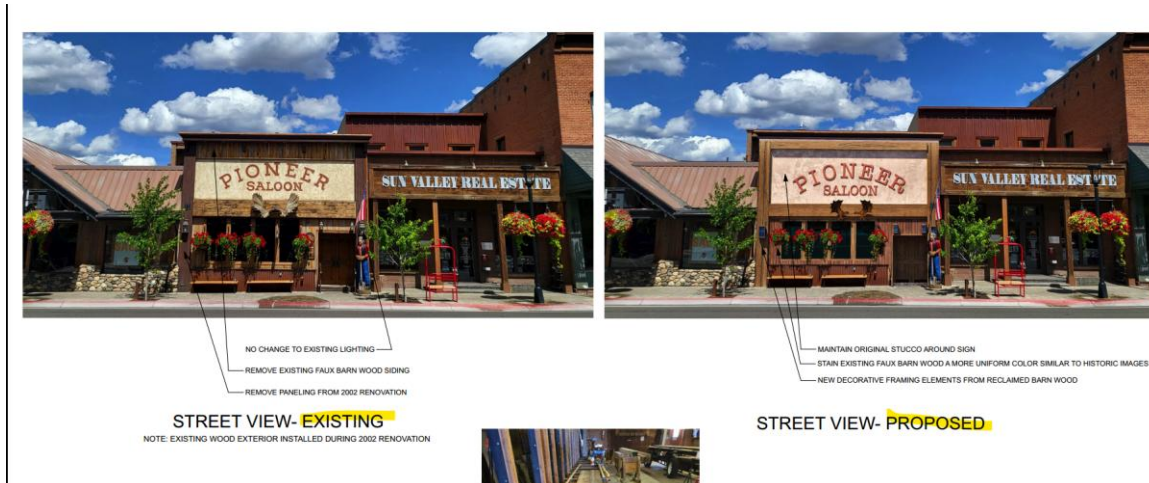 PIONEER
SALOON
SUN VALLEY REAL ESTATE
NO CHANGE TO EXISTING LIGHTING
REMOVE EXISTING FAUX BARN WOOD SIDING
REMOVE PANELING FROM 2002 RENOVATION
STREET VIEW- EXISTING
NOTE: EXISTING WOOD EXTERIOR INSTALLED DURING 2002 RENOVATION
PIONEER
SALOON
SUN VALLEY REAL ESTATE
MAINTAIN ORIGINAL STUCCO AROUND SIGN
STAIN EXISTING FAUX BARN WOOD A MORE UNIFORM COLOR SIMILAR TO HISTORIC IMAGES
NEW DECORATIVE FRAMING ELEMENTS FROM RECLAIMED BARN WOOD
STREET VIEW- PROPOSED